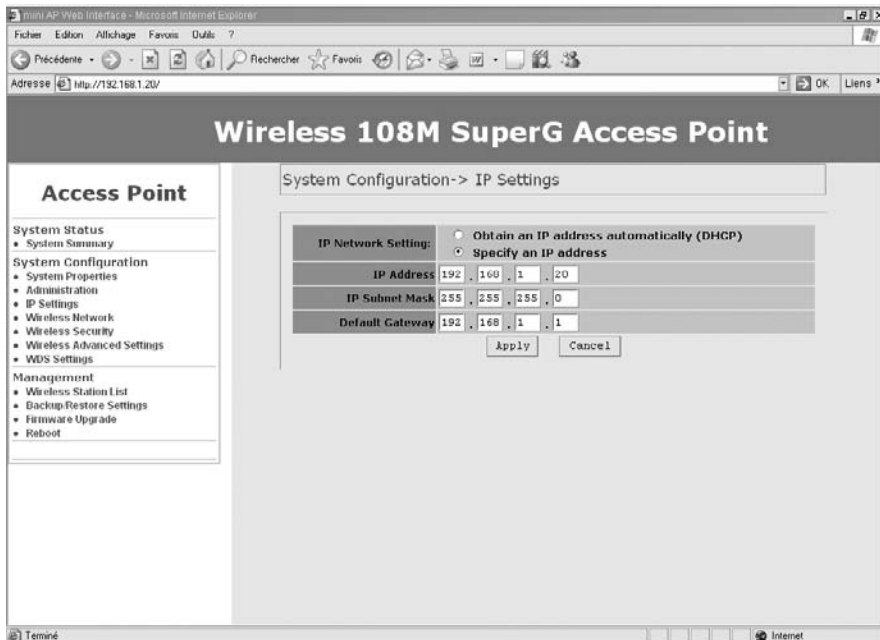 mini AP Web Interface - Microsoft Internet Explorer
Fichier Edition Affichage Favoris Outils ?
Précédente Rechercher Favoris
Adresse http://192.168.1.20/ OK Liens »
Wireless 108M SuperG Access Point
Access Point
System Status
• System Summary
System Configuration
• System Properties
• Administration
• IP Settings
• Wireless Network
• Wireless Security
• Wireless Advanced Settings
• WDS Settings
Management
• Wireless Station List
• Backup/Restore Settings
• Firmware Upgrade
• Reboot
System Configuration-> IP Settings
IP Network Setting: Obtain an IP address automatically (DHCP)
Specify an IP address
IP Address 192 . 168 . 1 . 20
IP Subnet Mask 255 . 255 . 255 . 0
Default Gateway 192 . 168 . 1 . 1
Apply Cancel
Terminé Internet